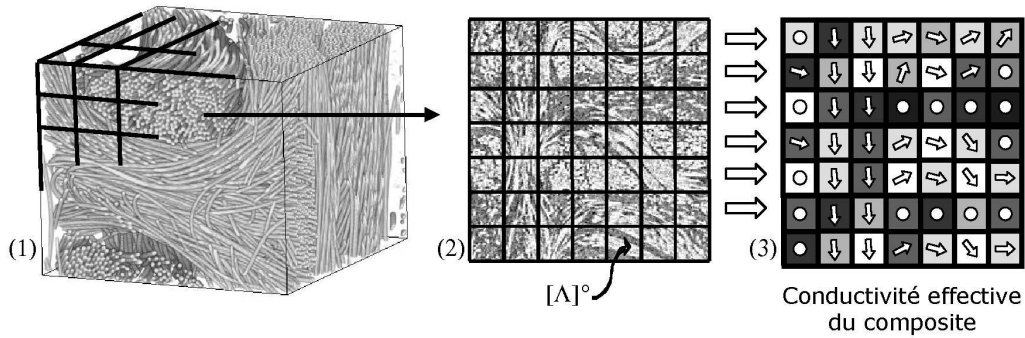 (1)
(2)
(3)
[Λ]°
Conductivité effective
du composite